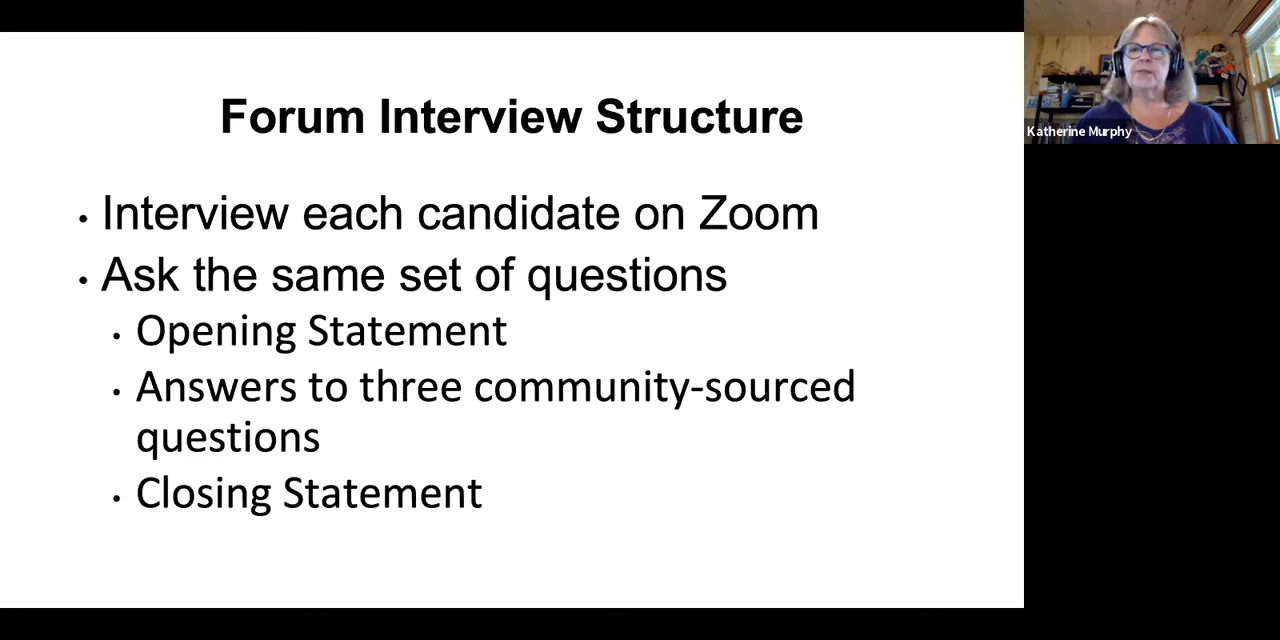 Forum Interview Structure
• Interview each candidate on Zoom
• Ask the same set of questions
• Opening Statement
• Answers to three community-sourced
questions
• Closing Statement
Katherine Murphy